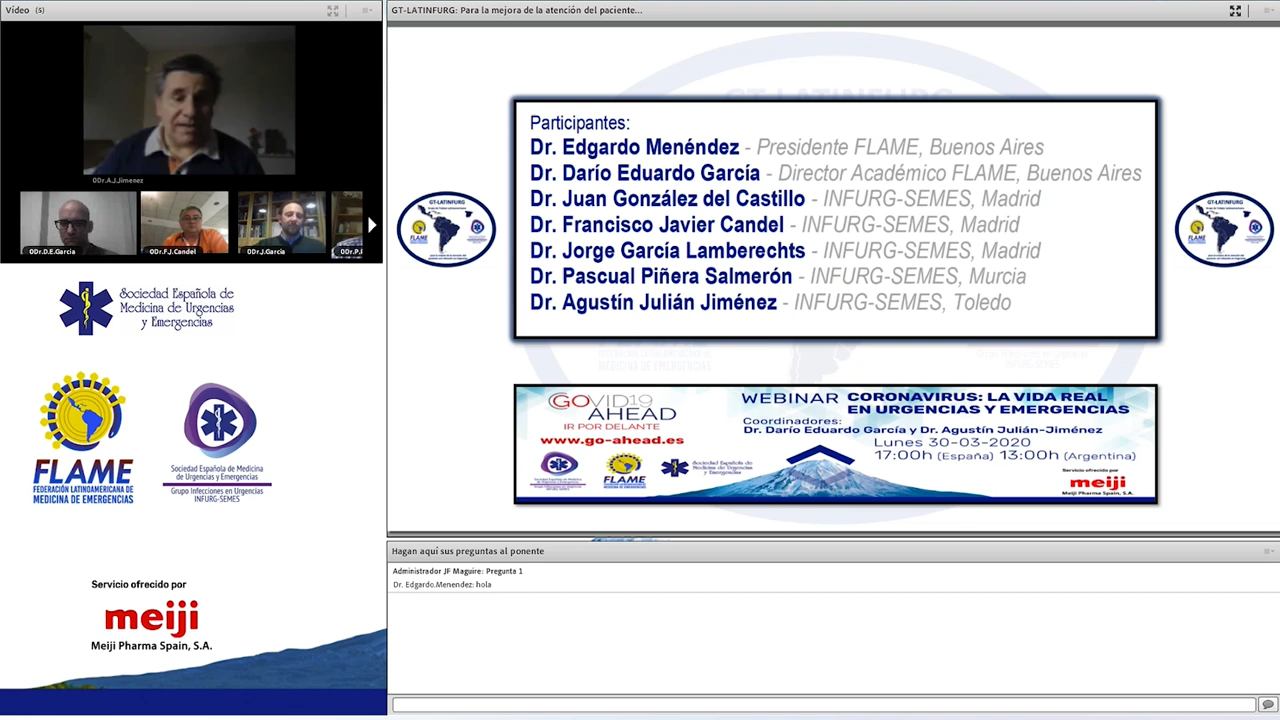 Vídeo (5)
0Dr.A.J.Jimenez
0Dr.D.E.Garcia
0Dr.F.J.Candel
0Dr.J.Garcia
Sociedad Española de
Medicina de Urgencias
y Emergencias
FLAME
FEDERACIÓN LATINOAMERICANA DE
MEDICINA DE EMERGENCIAS
Sociedad Española de Medicina
de Urgencias y Emergencias
Grupo Infecciones en Urgencias
INFURG-SEMES
Servicio ofrecido por
meiji
Meiji Pharma Spain, S.A.
GT-LATINFURG: Para la mejora de la atención del paciente...
GT-LATINFURG
Participantes:
Dr. Edgardo Menéndez - Presidente FLAME, Buenos Aires
Dr. Darío Eduardo García - Director Académico FLAME, Buenos Aires
Dr. Juan González del Castillo - INFURG-SEMES, Madrid
Dr. Francisco Javier Candel - INFURG-SEMES, Madrid
Dr. Jorge García Lamberechts - INFURG-SEMES, Madrid
Dr. Pascual Piñera Salmerón - INFURG-SEMES, Murcia
Dr. Agustín Julián Jiménez - INFURG-SEMES, Toledo
GT-LATINFURG
GT-LATINFURG
GOVID19
AHEAD
IR POR DELANTE
www.go-ahead.es
WEBINAR CORONAVIRUS: LA VIDA REAL
EN URGENCIAS Y EMERGENCIAS
Coordinadores:
Dr. Darío Eduardo García y Dr. Agustín Julián-Jiménez
Lunes 30-03-2020
17:00h (España) 13:00h (Argentina)
FLAME
Sociedad Española de
Medicina de Urgencias
y Emergencias
Servicio ofrecido por
meiji
Meiji Pharma Spain, S.A.
Hagan aquí sus preguntas al ponente
Administrador JF Maguire: Pregunta 1
Dr. Edgardo.Menendez: hola